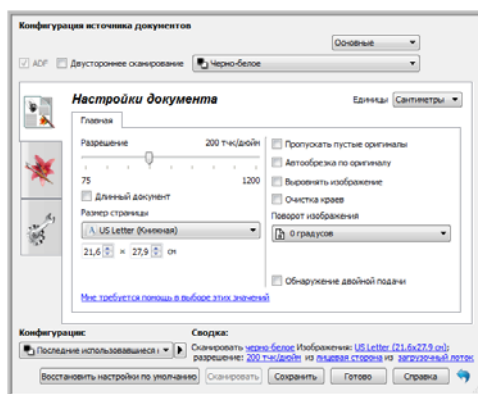 Конфигурация источника документов
Основные
ADF Двустороннее сканирование Черно-белое
Настройки документа
Единицы Сантиметры
Главная
Разрешение 200 тчк/дюйм
75 1200
Длинный документ
Размер страницы
US Letter (Книжная)
21,6 × 27,9 см
Пропускать пустые оригиналы
Автообрезка по оригиналу
Выровнять изображение
Очистка краев
Поворот изображения
0 градусов
Обнаружение двойной подачи
Мне требуется помощь в выборе этих значений
Конфигурации:
Последние использовавшиеся
Сводка:
Сканировать черно-белое Изображения: US Letter (21.6x27.9 cm);
разрешение: 200 тчк/дюйм из лицевая сторона из загрузочный лоток
Восстановить настройки по умолчанию Сканировать Сохранить Готово Справка